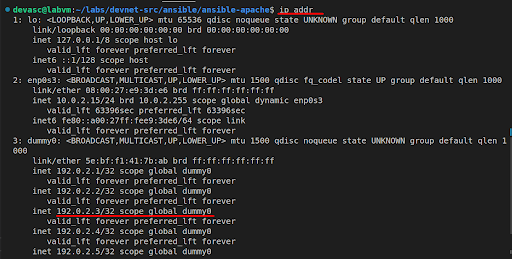 devasc@labvm:~/labs/devnet-src/ansible/ansible-apache$ ip addr
1: lo: <LOOPBACK,UP,LOWER_UP> mtu 65536 qdisc noqueue state UNKNOWN group default qlen 1000
link/loopback 00:00:00:00:00:00 brd 00:00:00:00:00:00
inet 127.0.0.1/8 scope host lo
valid_lft forever preferred_lft forever
inet6 ::1/128 scope host
valid_lft forever preferred_lft forever
2: enp0s3: <BROADCAST,MULTICAST,UP,LOWER_UP> mtu 1500 qdisc fq_codel state UP group default qlen 1000
link/ether 08:00:27:e9:3d:e6 brd ff:ff:ff:ff:ff:ff
inet 10.0.2.15/24 brd 10.0.2.255 scope global dynamic enp0s3
valid_lft 63396sec preferred_lft 63396sec
inet6 fe80::a00:27ff:fee9:3de6/64 scope link
valid_lft forever preferred_lft forever
3: dummy0: <BROADCAST,MULTICAST,UP,LOWER_UP> mtu 1500 qdisc noqueue state UNKNOWN group default qlen 1
000
link/ether 5e:bf:f1:41:7b:ab brd ff:ff:ff:ff:ff:ff
inet 192.0.2.1/32 scope global dummy0
valid_lft forever preferred_lft forever
inet 192.0.2.2/32 scope global dummy0
valid_lft forever preferred_lft forever
inet 192.0.2.3/32 scope global dummy0
valid_lft forever preferred_lft forever
inet 192.0.2.4/32 scope global dummy0
valid_lft forever preferred_lft forever
inet 192.0.2.5/32 scope global dummy0